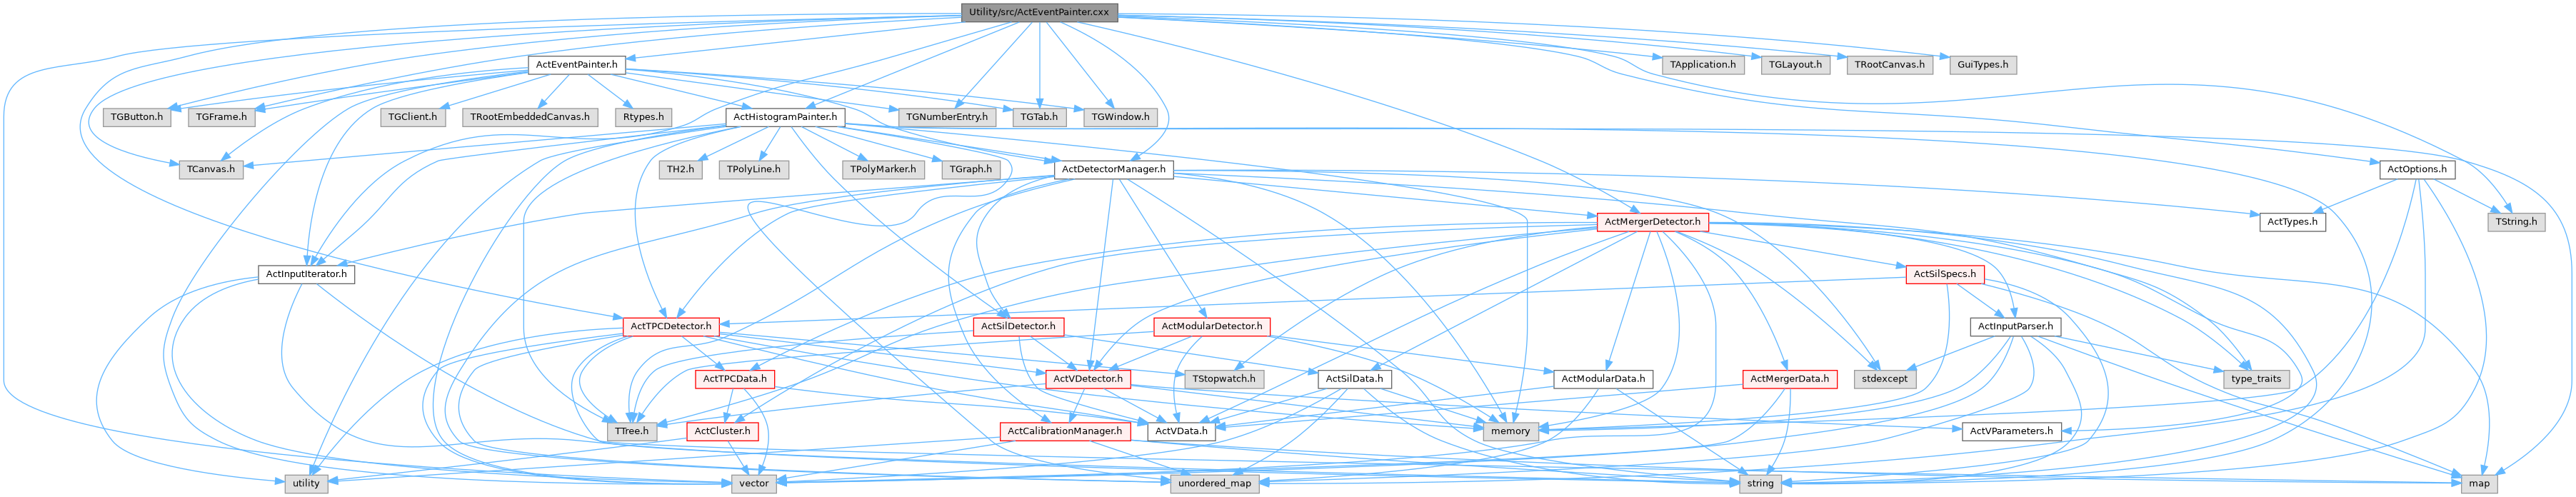 Utility/src/ActEventPainter.cxx
ActEventPainter.h
TApplication.h
TGLayout.h
TRootCanvas.h
GuiTypes.h
TGButton.h
TGFrame.h
TGClient.h
TRootEmbeddedCanvas.h
Rtypes.h
ActHistogramPainter.h
TGNumberEntry.h
TGTab.h
TGWindow.h
TCanvas.h
TH2.h
TPolyLine.h
TPolyMarker.h
TGraph.h
ActDetectorManager.h
ActOptions.h
ActMergerDetector.h
ActTypes.h
TString.h
ActInputIterator.h
ActSilSpecs.h
ActTPCDetector.h
ActSilDetector.h
ActModularDetector.h
ActInputParser.h
ActTPCData.h
ActVDetector.h
TStopwatch.h
ActSilData.h
ActModularData.h
ActMergerData.h
stdexcept
type_traits
TTree.h
ActCluster.h
ActCalibrationManager.h
ActVData.h
memory
ActVParameters.h
utility
vector
unordered_map
string
map